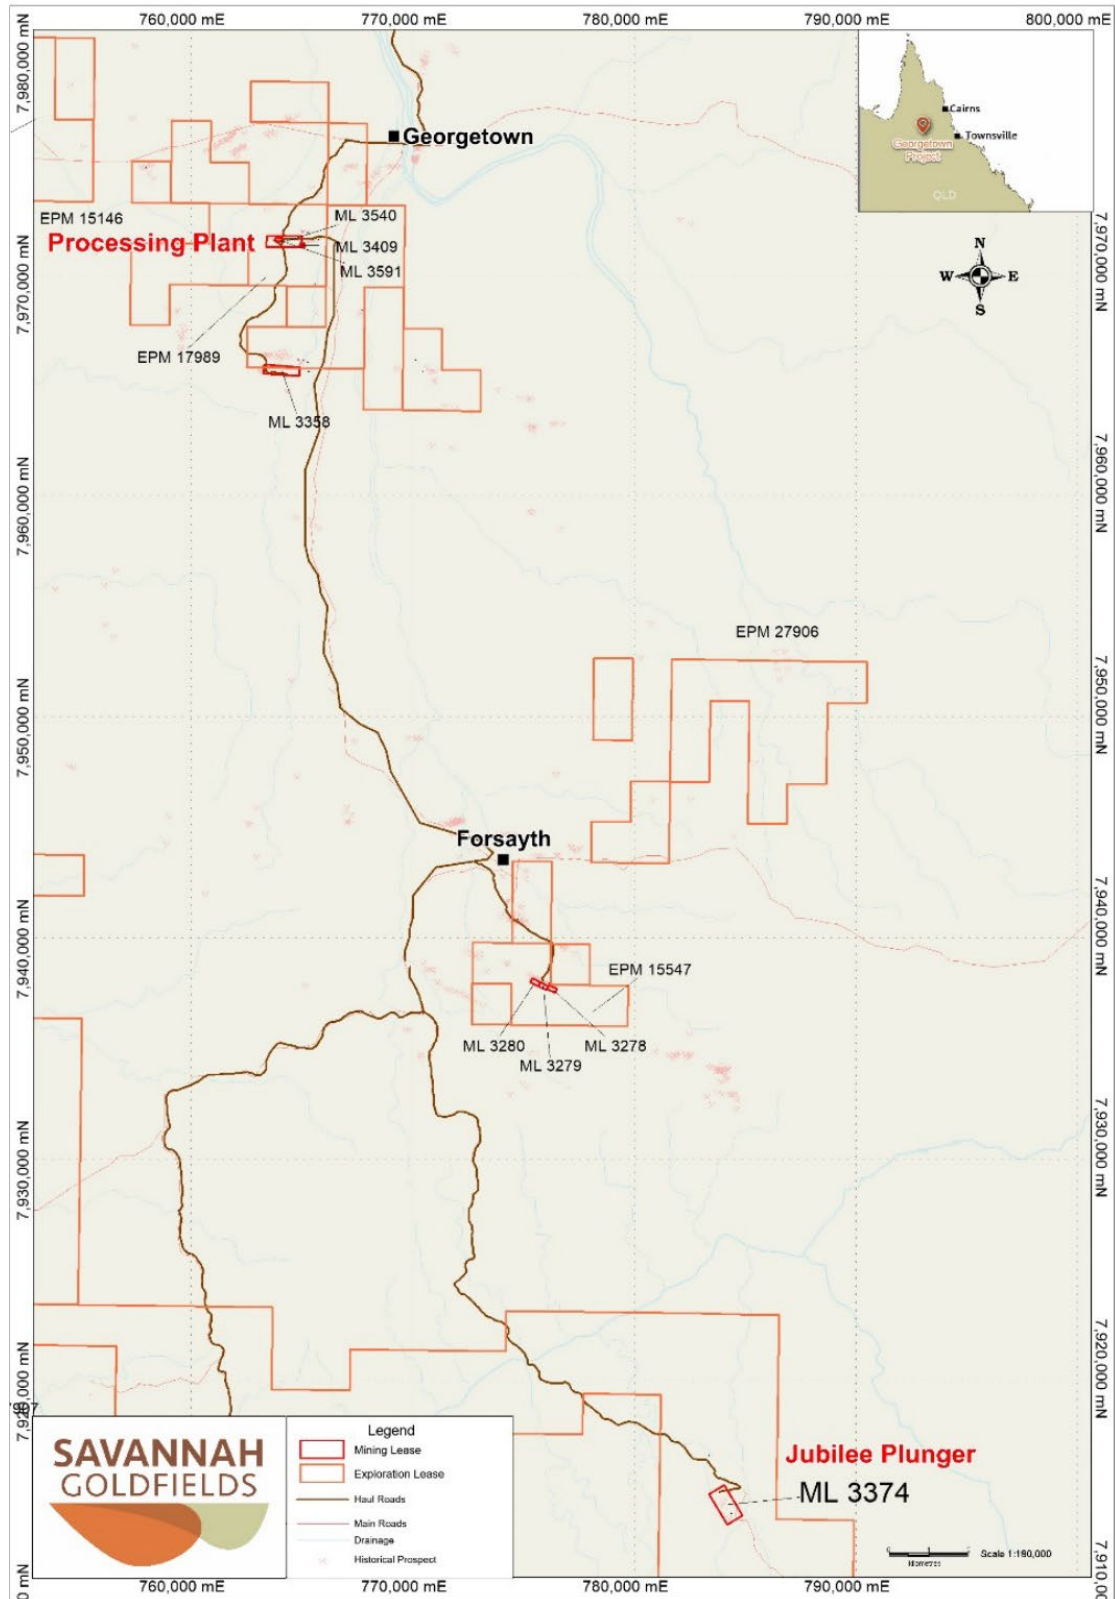 760,000 mE
770,000 mE
780,000 mE
790,000 mE
800,000 mE
7,980,000 mN
Cairns
Townsville
Georgetown
Project
QLD
Georgetown
EPM 15146
ML 3540
Processing Plant
ML 3409
ML 3591
7,970,000 mN
7,970,000 mN
N
W
E
S
EPM 17989
ML 3358
7,960,000 mN
7,960,000 mN
EPM 27906
7,950,000 mN
7,950,000 mN
Forsayth
7,940,000 mN
7,940,000 mN
EPM 15547
ML 3280
ML 3278
ML 3279
7,930,000 mN
7,930,000 mN
7,920,000 mN
7,920,000 mN
SAVANNAH
GOLDFIELDS
Legend
Mining Lease
Exploration Lease
Haul Roads
Main Roads
Drainage
Historical Prospect
Jubilee Plunger
ML 3374
Kilometres
Scale 1:190,000
760,000 mE
770,000 mE
780,000 mE
790,000 mE